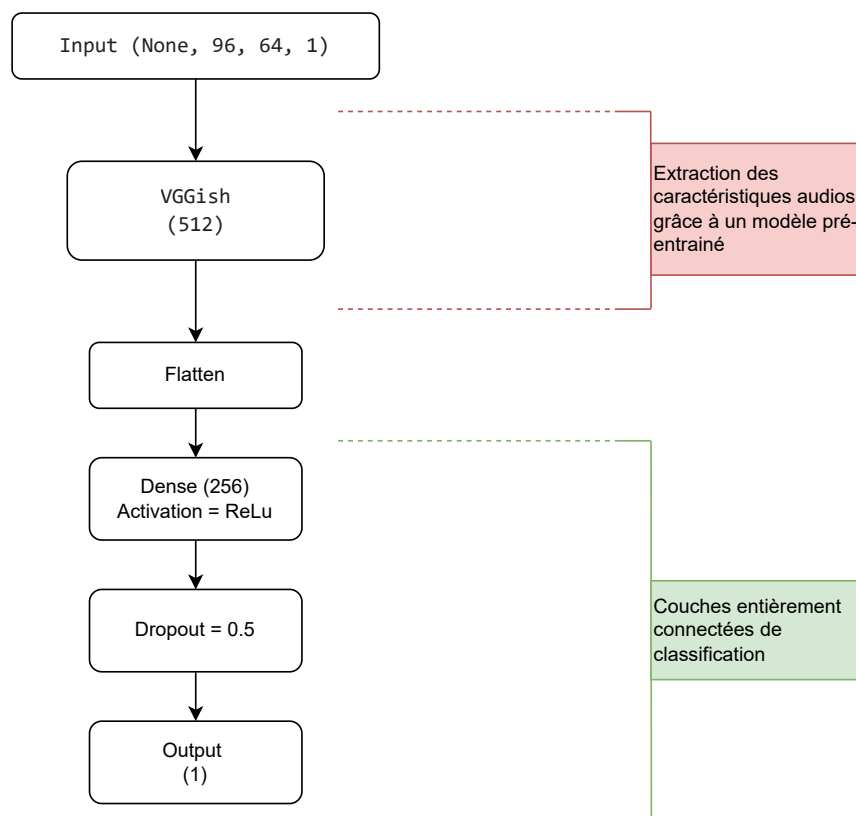 Input (None, 96, 64, 1)
VGGish
(512)
Extraction des
caractéristiques audios
grâce à un modèle pré-
entrainé
Flatten
Dense (256)
Activation = ReLu
Dropout = 0.5
Couches entièrement
connectées de
classification
Output
(1)